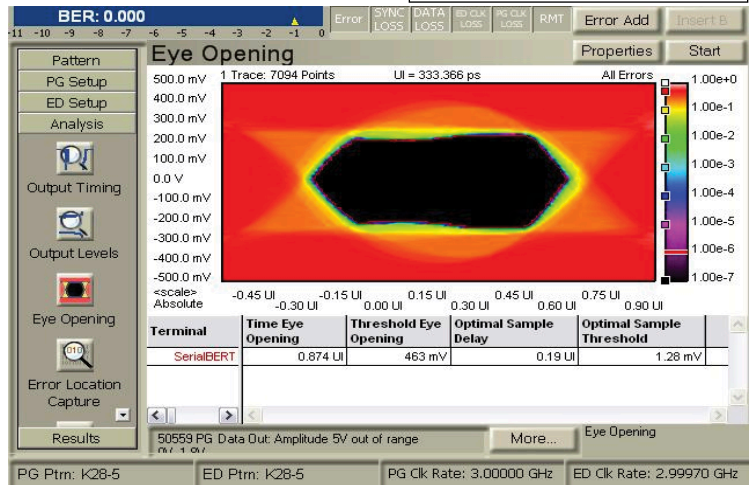 BER: 0.000
-11 -10 -9 -8 -7 -6 -5 -4 -3 -2 -1 0
Error
SYNC LOSS
DATA LOSS
ED CLK LOSS
PG CLK LOSS
RMT
Error Add
Insert B
Pattern
PG Setup
ED Setup
Analysis
Output Timing
Output Levels
Eye Opening
Error Location
Capture
Results
Eye Opening
Properties
Start
1 Trace: 7094 Points
UI = 333.366 ps
All Errors
500.0 mV
400.0 mV
300.0 mV
200.0 mV
100.0 mV
0.0 V
-100.0 mV
-200.0 mV
-300.0 mV
-400.0 mV
-500.0 mV
1.00e+0
1.00e-1
1.00e-2
1.00e-3
1.00e-4
1.00e-5
1.00e-6
1.00e-7
<scale>
Absolute
-0.45 UI -0.15 UI 0.15 UI 0.45 UI 0.75 UI
-0.30 UI 0.00 UI 0.30 UI 0.60 UI 0.90 UI
Terminal
Time Eye Opening
Threshold Eye Opening
Optimal Sample Delay
Optimal Sample Threshold
SerialBERT 0.874 UI 463 mV 0.19 UI 1.28 mV
50559 PG Data Out: Amplitude 5V out of range
More...
Eye Opening
PG Ptrn: K28-5
ED Ptrn: K28-5
PG Clk Rate: 3.00000 GHz
ED Clk Rate: 2.99970 GHz